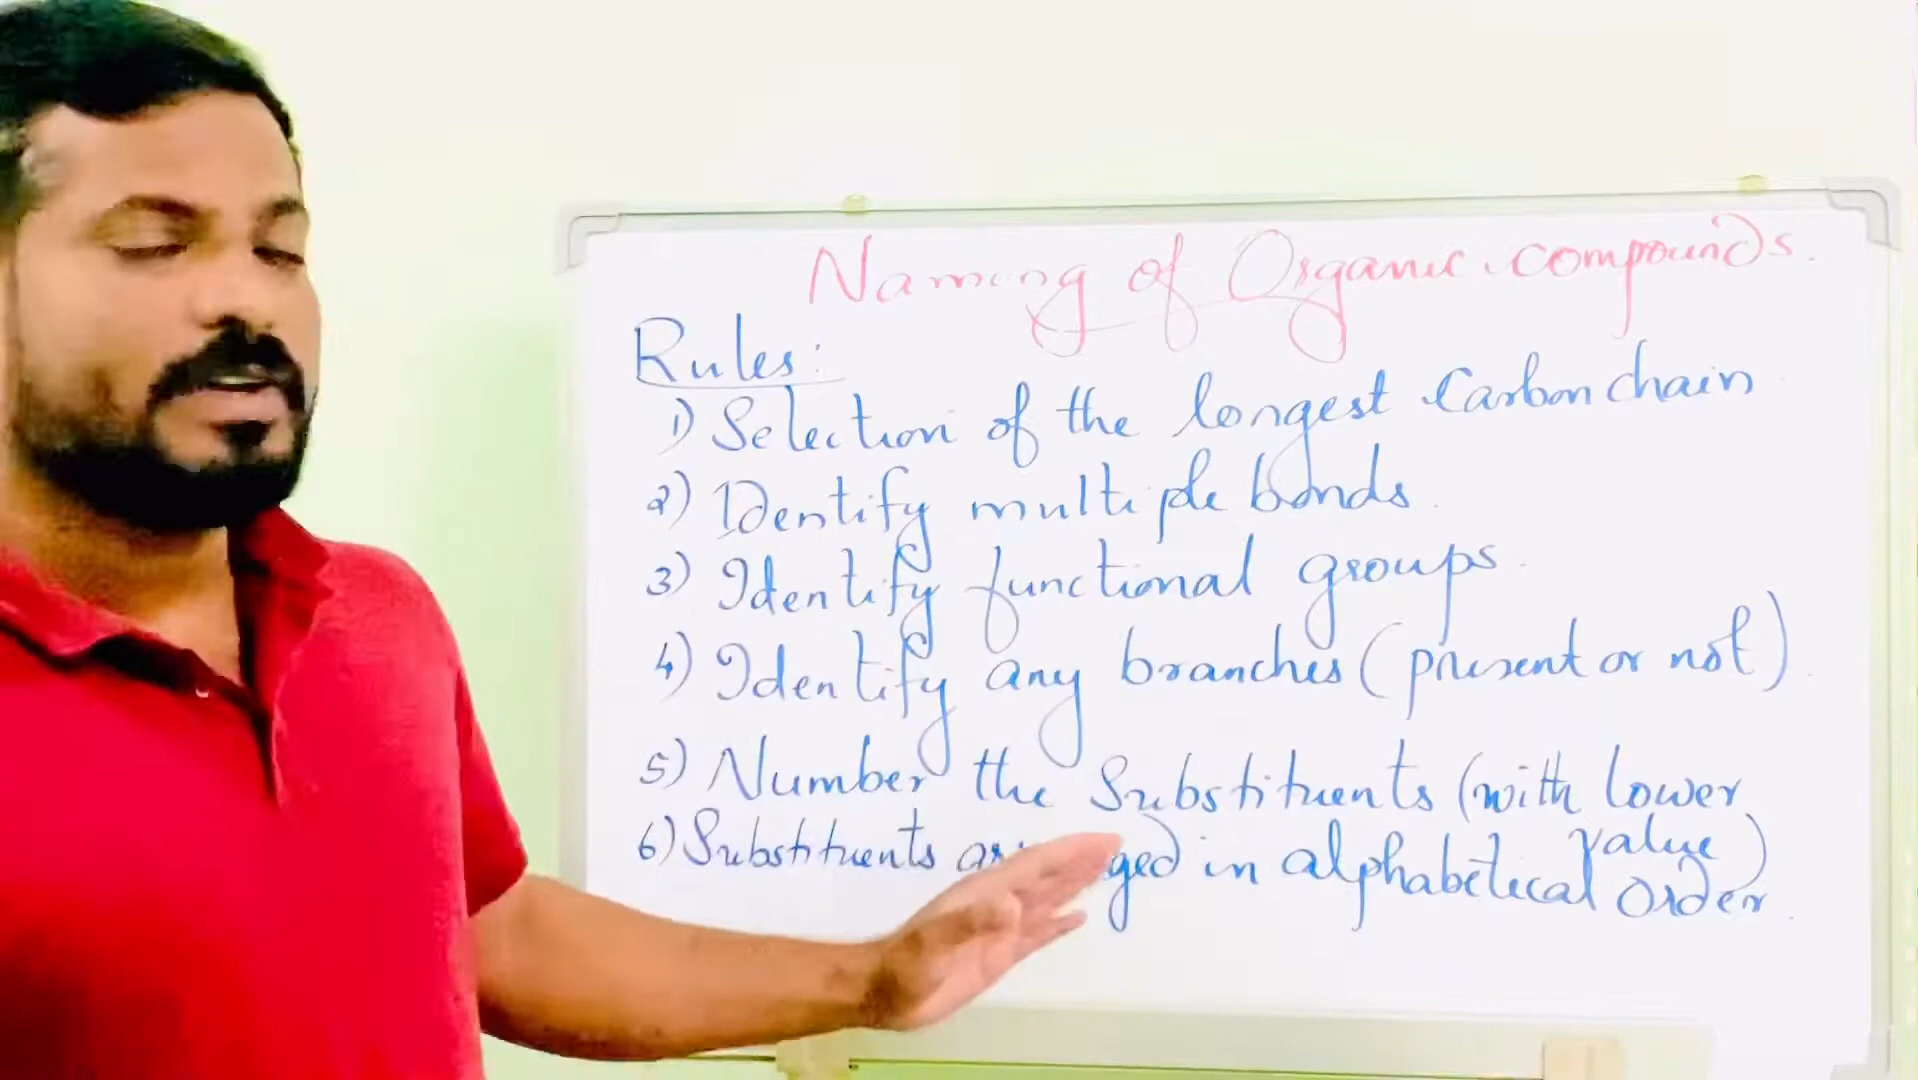 Naming of Organic compounds.
Rules:
1) Selection of the longest Carbon chain
2) Identify multiple bonds.
3) Identify functional groups.
4) Identify any branches (present or not).
5) Number the Substituents (with lower
value)
6) Substituents in alphabetical order.